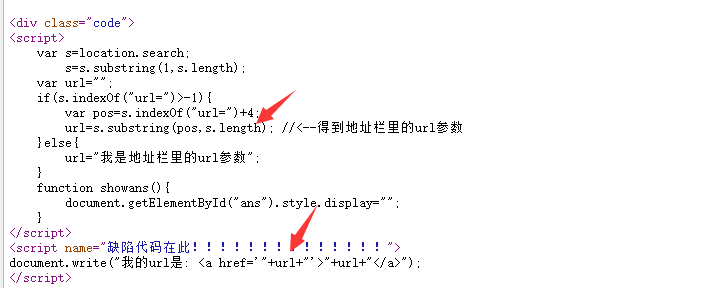 <div class="code">
<script>
    var s=location.search;
        s=s.substring(1,s.length);
    var url="";
    if(s.indexOf("url=")>-1){
        var pos=s.indexOf("url=")+4;
        url=s.substring(pos,s.length); //<--得到地址栏里的url参数
    }else{
        url="我是地址栏里的url参数";
    }
    function showans(){
        document.getElementById("ans").style.display="";
    }
</script>
<script name="缺陷代码在此!!!!!!!!!!!!!!!">
document.write("我的url是: <a href='"+url+"'>"+url+"</a>");
</script>